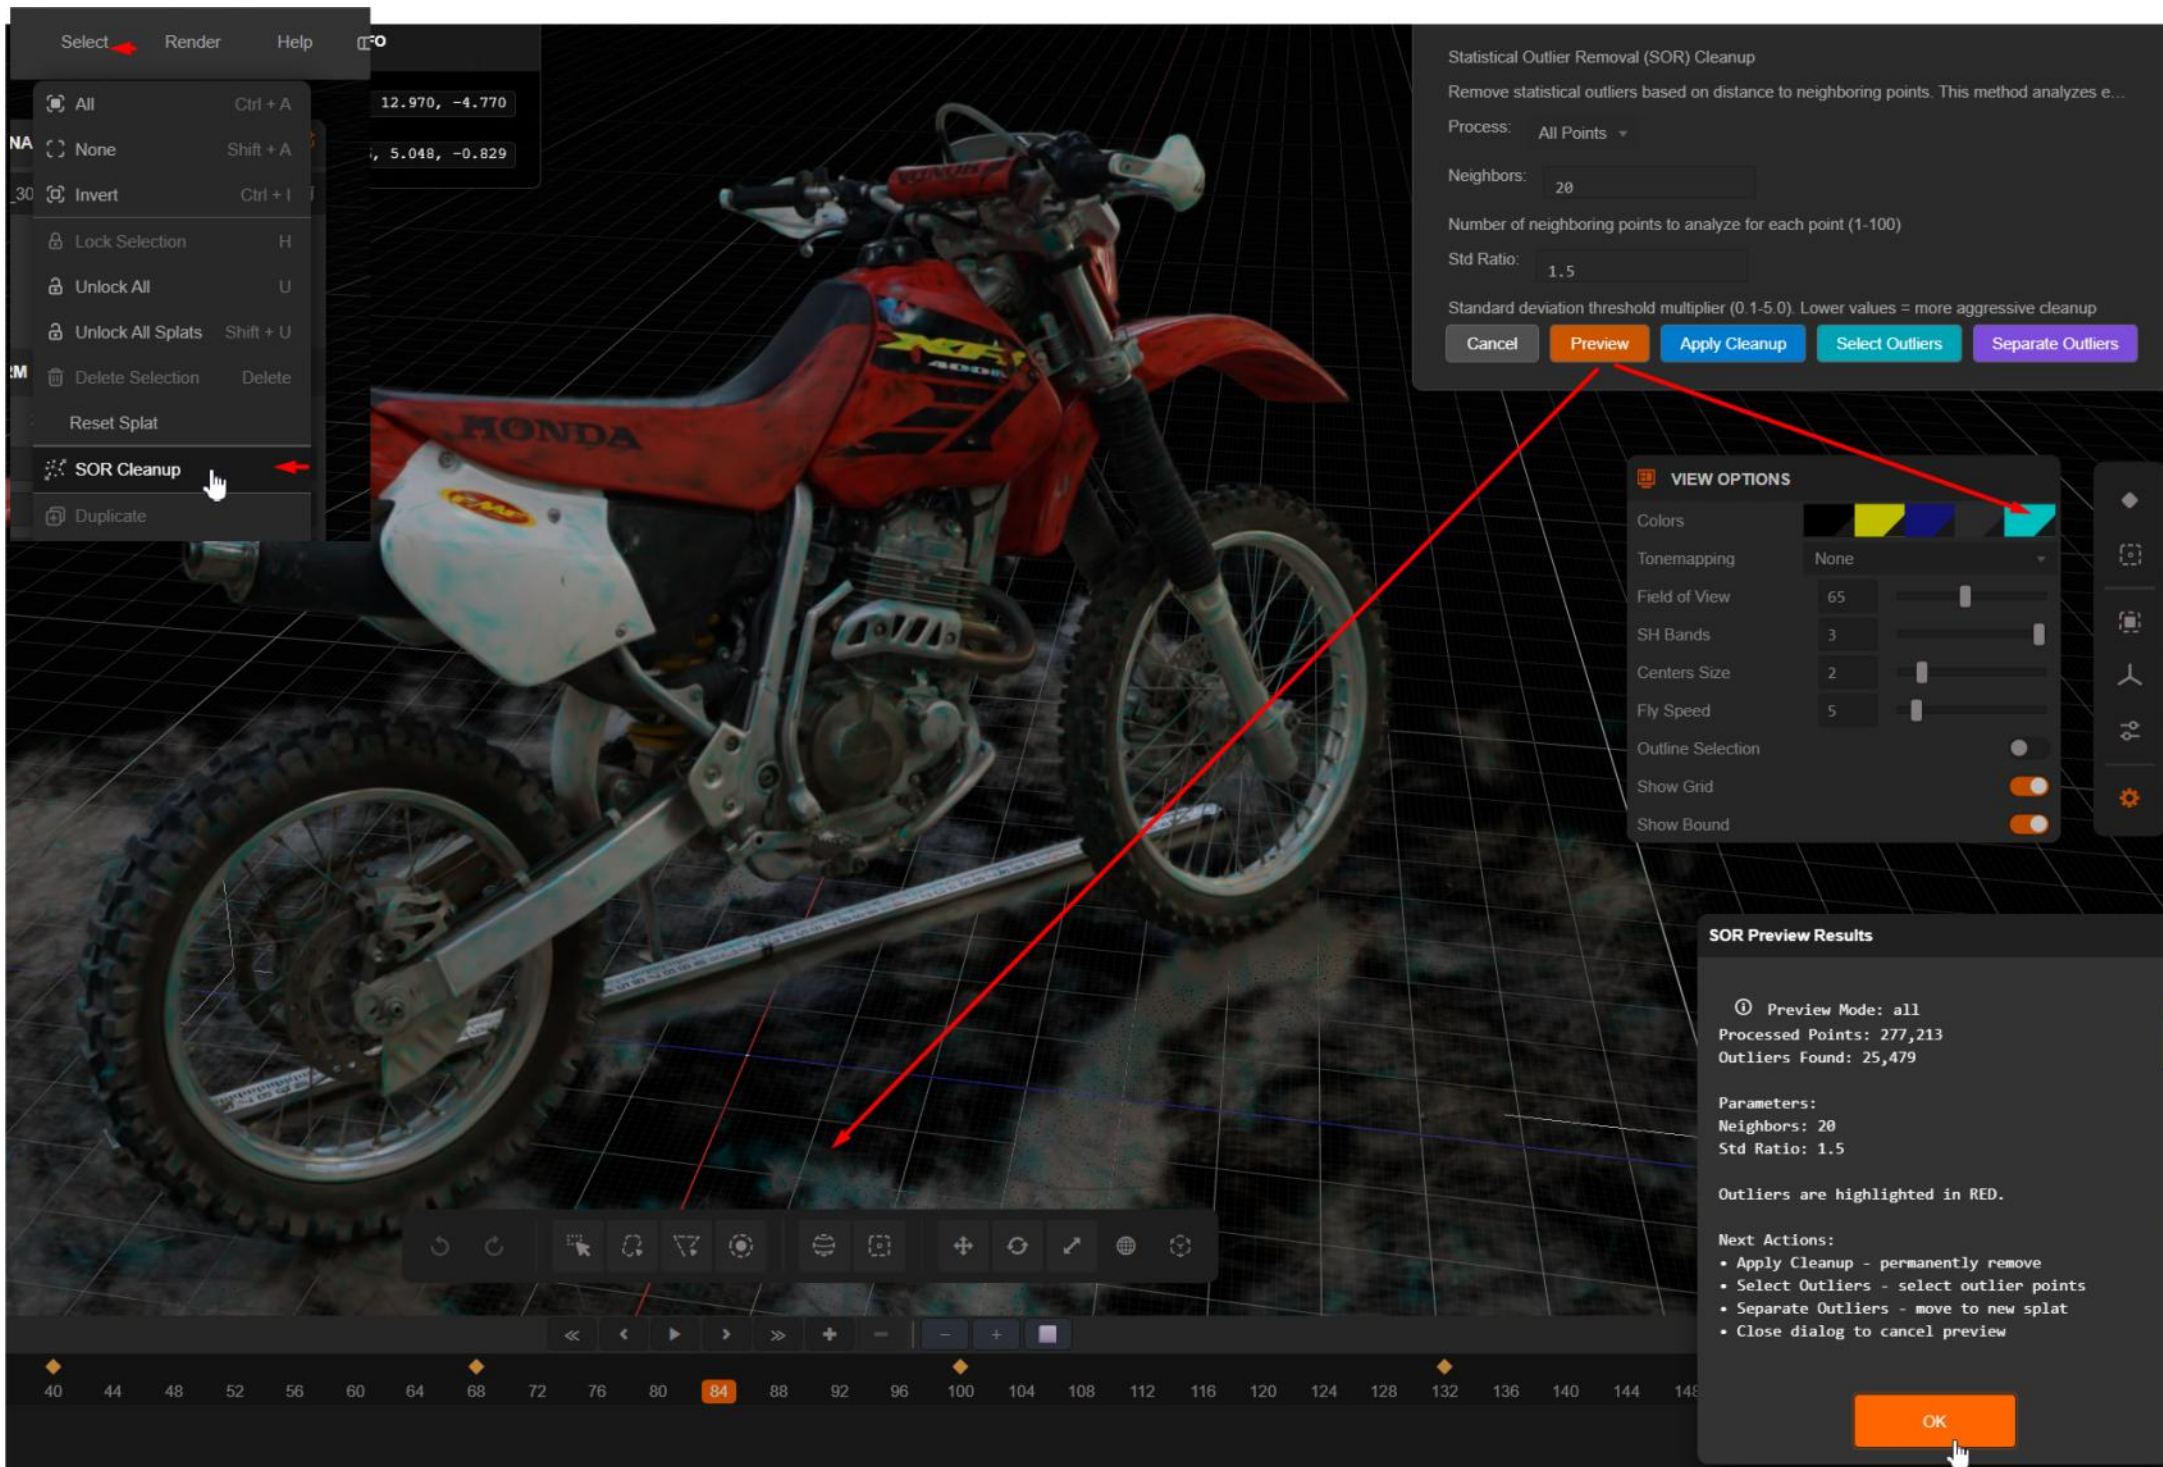 Select Render Help
All Ctrl + A
None Shift + A
Invert Ctrl + I
Lock Selection H
Unlock All U
Unlock All Splats Shift + U
Delete Selection Delete
Reset Splat
SOR Cleanup
Duplicate
FO
12.970, -4.770
, 5.048, -0.829
NA
_30
Statistical Outlier Removal (SOR) Cleanup
Remove statistical outliers based on distance to neighboring points. This method analyzes e...
Process: All Points
Neighbors: 20
Number of neighboring points to analyze for each point (1-100)
Std Ratio: 1.5
Standard deviation threshold multiplier (0.1-5.0). Lower values = more aggressive cleanup
Cancel Preview Apply Cleanup Select Outliers Separate Outliers
HONDA
XR
400R
FMF
VIEW OPTIONS
Colors
Tonemapping None
Field of View 65
SH Bands 3
Centers Size 2
Fly Speed 5
Outline Selection
Show Grid
Show Bound
SOR Preview Results
Preview Mode: all
Processed Points: 277,213
Outliers Found: 25,479
Parameters:
Neighbors: 20
Std Ratio: 1.5
Outliers are highlighted in RED.
Next Actions:
• Apply Cleanup - permanently remove
• Select Outliers - select outlier points
• Separate Outliers - move to new splat
• Close dialog to cancel preview
OK
40 44 48 52 56 60 64 68 72 76 80 84 88 92 96 100 104 108 112 116 120 124 128 132 136 140 144 148